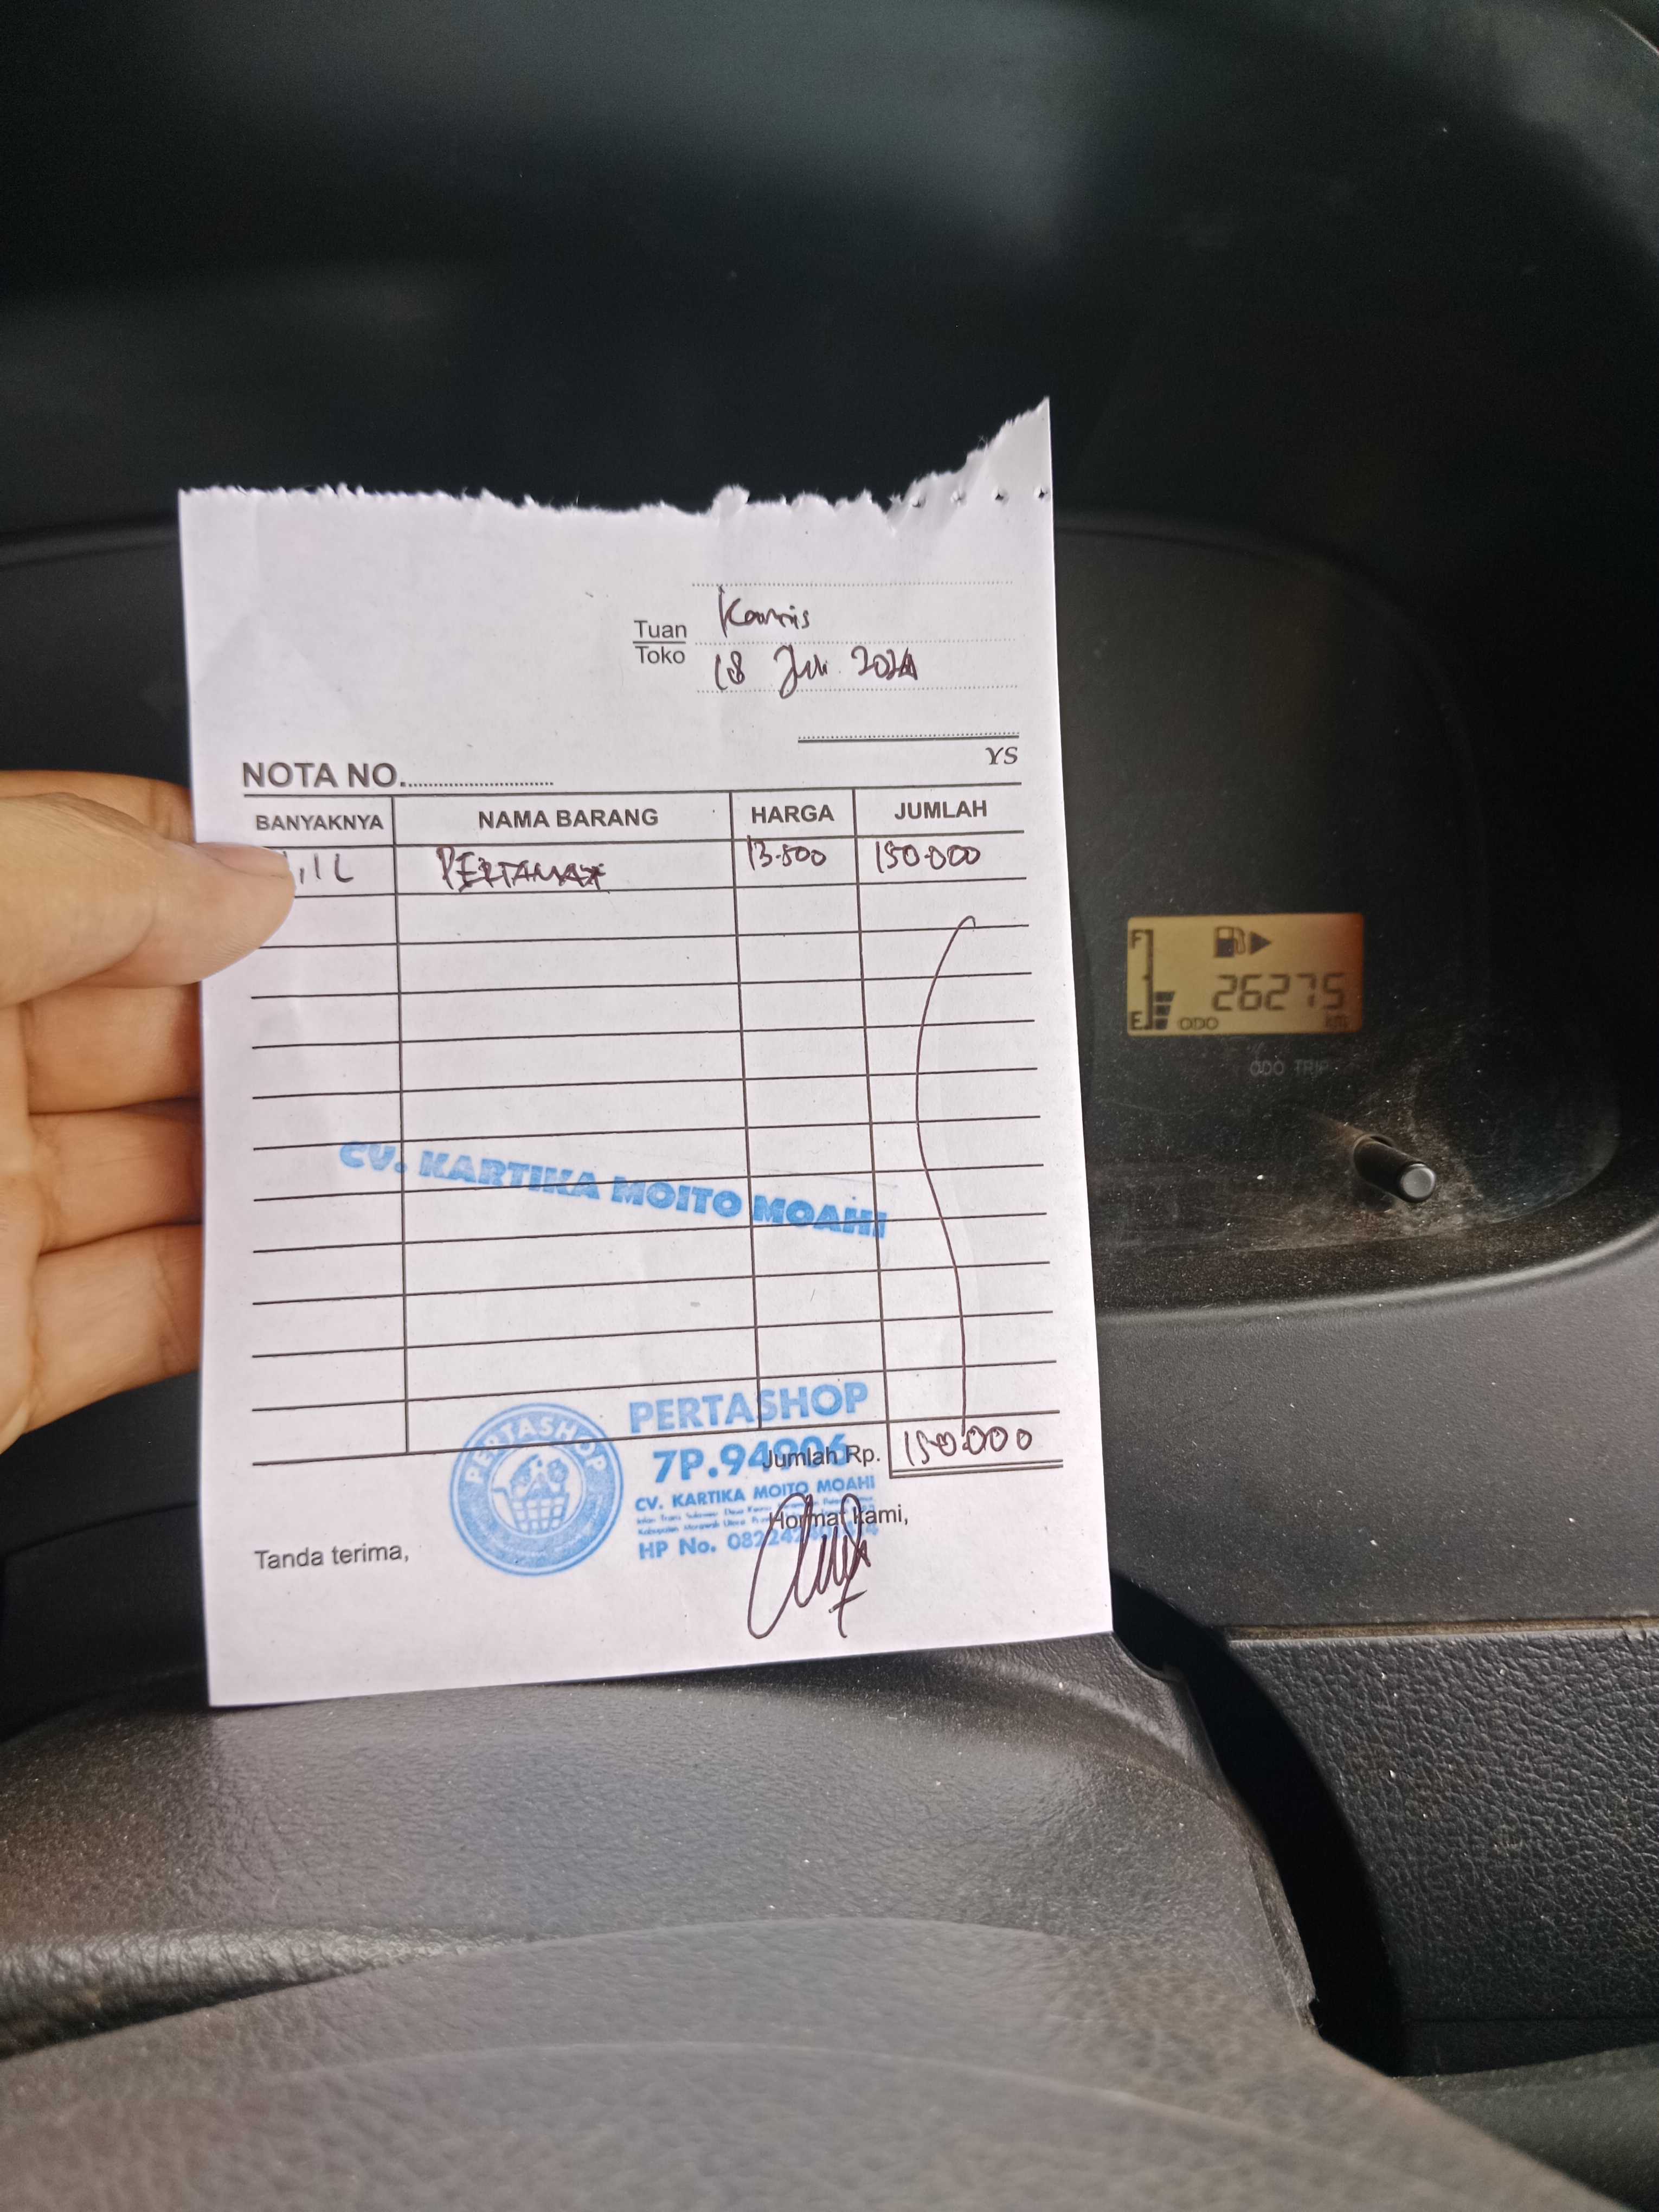 Kamis
Tuan
Toko
18 Juli 2024
YS
NOTA NO.
BANYAKNYA NAMA BARANG HARGA JUMLAH
,1 L PERTAMAX 13.500 150.000
CV. KARTIKA MOITO MOAHI
PERTASHOP
PERTASHOP
7P.94906
Jumlah Rp. 150.000
CV. KARTIKA MOITO MOAHI
Hormat kami,
HP No.
Tanda terima,
F
E
26275
ODO km
ODO TRIP